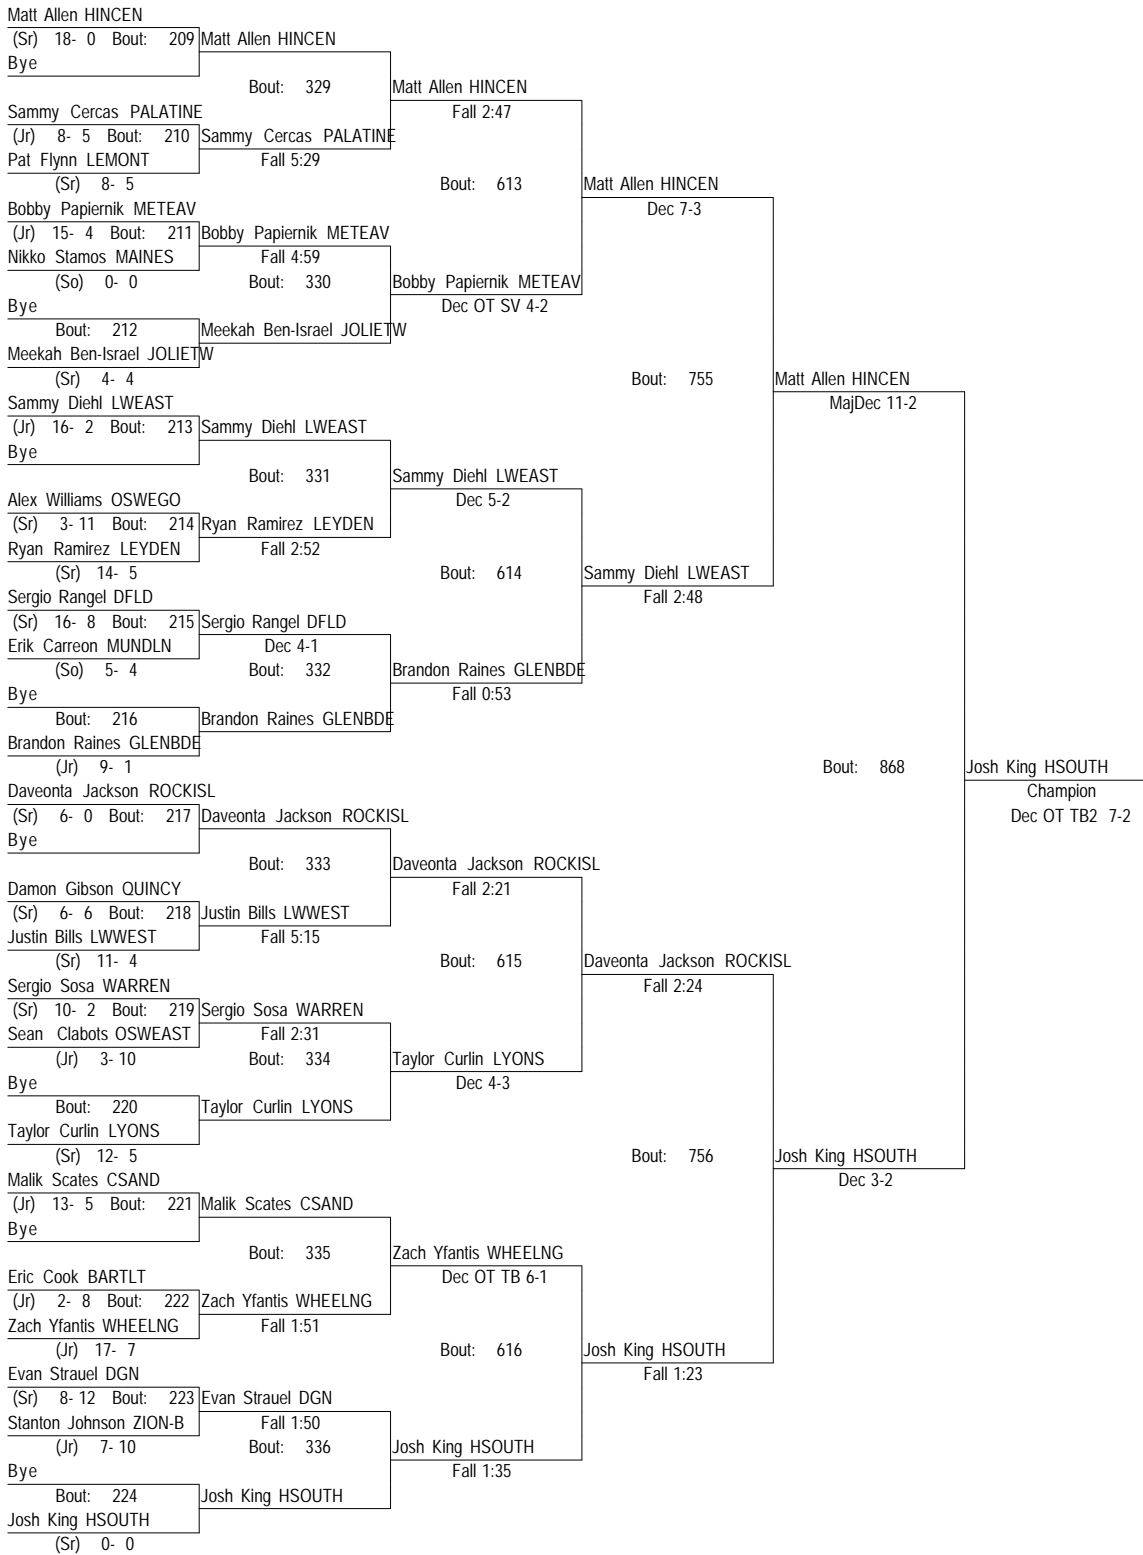 Matt Allen HINCEN
(Sr) 18- 0 Bout: 209 Matt Allen HINCEN
Bye
Bout: 329 Matt Allen HINCEN
Sammy Cercas PALATINE Fall 2:47
(Jr) 8- 5 Bout: 210 Sammy Cercas PALATINE
Pat Flynn LEMONT Fall 5:29
(Sr) 8- 5 Bout: 613 Matt Allen HINCEN
Bobby Papiernik METEAV Dec 7-3
(Jr) 15- 4 Bout: 211 Bobby Papiernik METEAV
Nikko Stamos MAINES Fall 4:59
(So) 0- 0 Bout: 330 Bobby Papiernik METEAV
Bye Dec OT SV 4-2
Bout: 212 Meekah Ben-Israel JOLIETW
Meekah Ben-Israel JOLIETW
(Sr) 4- 4 Bout: 755 Matt Allen HINCEN
Sammy Diehl LWEAST MajDec 11-2
(Jr) 16- 2 Bout: 213 Sammy Diehl LWEAST
Bye
Bout: 331 Sammy Diehl LWEAST
Alex Williams OSWEGO Dec 5-2
(Sr) 3- 11 Bout: 214 Ryan Ramirez LEYDEN
Ryan Ramirez LEYDEN Fall 2:52
(Sr) 14- 5 Bout: 614 Sammy Diehl LWEAST
Sergio Rangel DFLD Fall 2:48
(Sr) 16- 8 Bout: 215 Sergio Rangel DFLD
Erik Carreon MUNDLN Dec 4-1
(So) 5- 4 Bout: 332 Brandon Raines GLENBDE
Bye Fall 0:53
Bout: 216 Brandon Raines GLENBDE
Brandon Raines GLENBDE
(Jr) 9- 1 Bout: 868 Josh King HSOUTH
Daveonta Jackson ROCKISL Champion
(Sr) 6- 0 Bout: 217 Daveonta Jackson ROCKISL Dec OT TB2 7-2
Bye
Bout: 333 Daveonta Jackson ROCKISL
Damon Gibson QUINCY Fall 2:21
(Sr) 6- 6 Bout: 218 Justin Bills LWWEST
Justin Bills LWWEST Fall 5:15
(Sr) 11- 4 Bout: 615 Daveonta Jackson ROCKISL
Sergio Sosa WARREN Fall 2:24
(Sr) 10- 2 Bout: 219 Sergio Sosa WARREN
Sean Clabots OSWEAST Fall 2:31
(Jr) 3- 10 Bout: 334 Taylor Curlin LYONS
Bye Dec 4-3
Bout: 220 Taylor Curlin LYONS
Taylor Curlin LYONS
(Sr) 12- 5 Bout: 756 Josh King HSOUTH
Malik Scates CSAND Dec 3-2
(Jr) 13- 5 Bout: 221 Malik Scates CSAND
Bye
Bout: 335 Zach Yfantis WHEELNG
Eric Cook BARTLT Dec OT TB 6-1
(Jr) 2- 8 Bout: 222 Zach Yfantis WHEELNG
Zach Yfantis WHEELNG Fall 1:51
(Jr) 17- 7 Bout: 616 Josh King HSOUTH
Evan Strauel DGN Fall 1:23
(Sr) 8- 12 Bout: 223 Evan Strauel DGN
Stanton Johnson ZION-B Fall 1:50
(Jr) 7- 10 Bout: 336 Josh King HSOUTH
Bye Fall 1:35
Bout: 224 Josh King HSOUTH
Josh King HSOUTH
(Sr) 0- 0